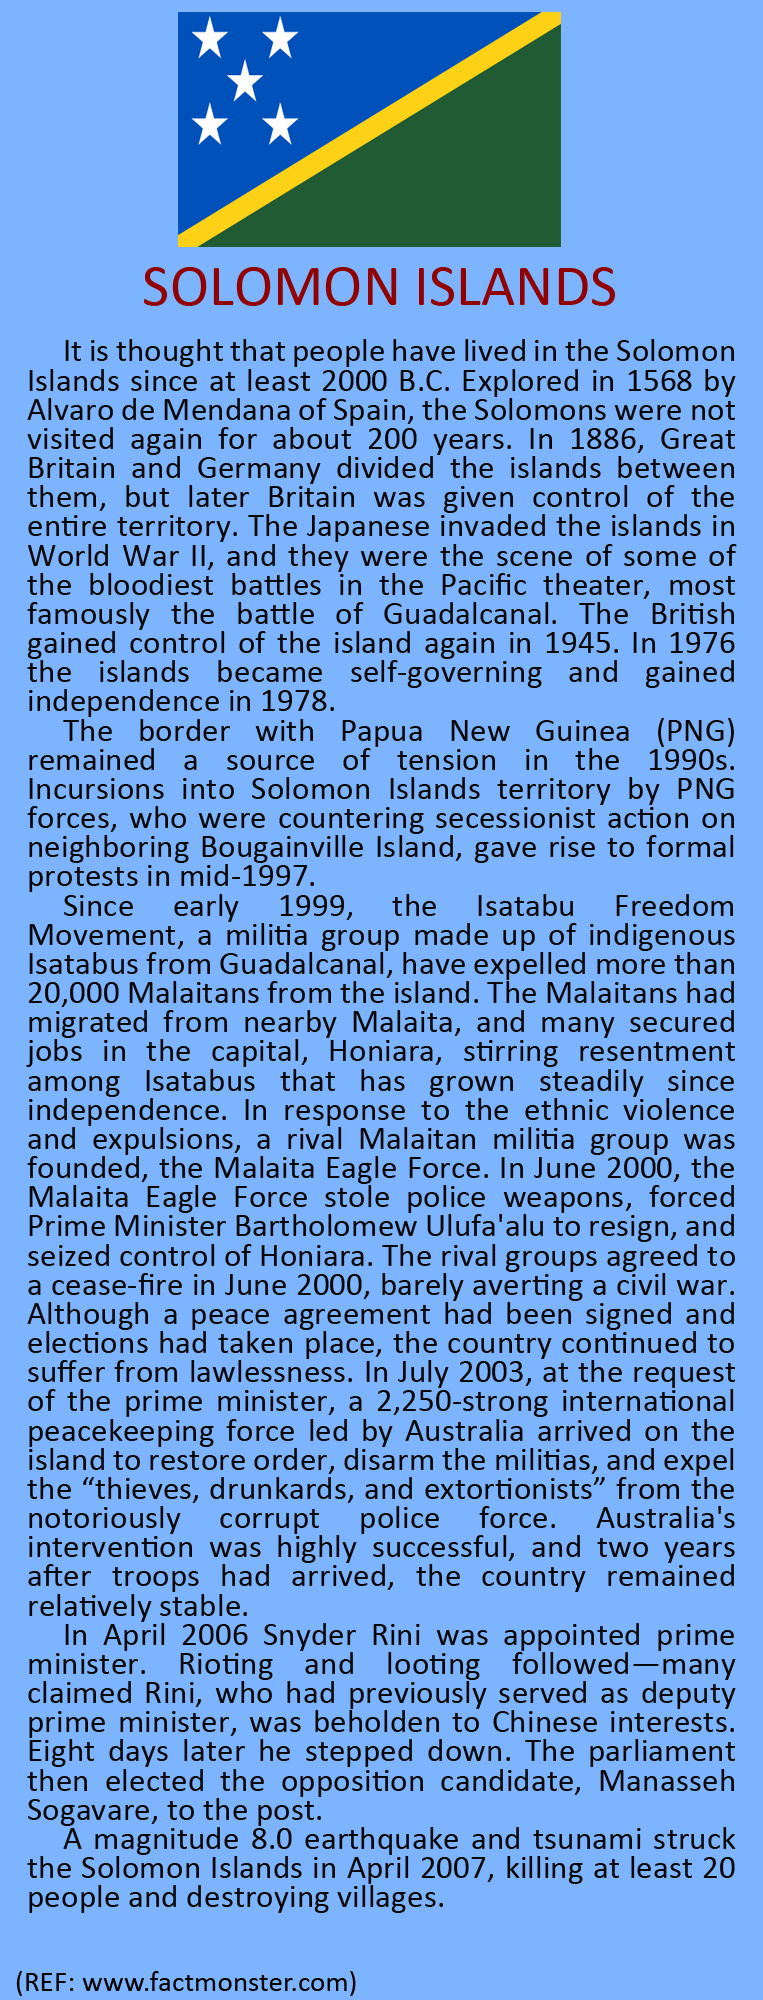 SOLOMON ISLANDS
It is thought that people have lived in the Solomon
Islands since at least 2000 B.C. Explored in 1568 by
Alvaro de Mendana of Spain, the Solomons were not
visited again for about 200 years. In 1886, Great
Britain and Germany divided the islands between
them, but later Britain was given control of the
entire territory. The Japanese invaded the islands in
World War II, and they were the scene of some of
the bloodiest battles in the Pacific theater, most
famously the battle of Guadalcanal. The British
gained control of the island again in 1945. In 1976
the islands became self-governing and gained
independence in 1978.
The border with Papua New Guinea (PNG)
remained a source of tension in the 1990s.
Incursions into Solomon Islands territory by PNG
forces, who were countering secessionist action on
neighboring Bougainville Island, gave rise to formal
protests in mid-1997.
Since early 1999, the Isatabu Freedom
Movement, a militia group made up of indigenous
Isatabus from Guadalcanal, have expelled more than
20,000 Malaitans from the island. The Malaitans had
migrated from nearby Malaita, and many secured
jobs in the capital, Honiara, stirring resentment
among Isatabus that has grown steadily since
independence. In response to the ethnic violence
and expulsions, a rival Malaitan militia group was
founded, the Malaita Eagle Force. In June 2000, the
Malaita Eagle Force stole police weapons, forced
Prime Minister Bartholomew Ulufa'alu to resign, and
seized control of Honiara. The rival groups agreed to
a cease-fire in June 2000, barely averting a civil war.
Although a peace agreement had been signed and
elections had taken place, the country continued to
suffer from lawlessness. In July 2003, at the request
of the prime minister, a 2,250-strong international
peacekeeping force led by Australia arrived on the
island to restore order, disarm the militias, and expel
the “thieves, drunkards, and extortionists” from the
notoriously corrupt police force. Australia's
intervention was highly successful, and two years
after troops had arrived, the country remained
relatively stable.
In April 2006 Snyder Rini was appointed prime
minister. Rioting and looting followed—many
claimed Rini, who had previously served as deputy
prime minister, was beholden to Chinese interests.
Eight days later he stepped down. The parliament
then elected the opposition candidate, Manasseh
Sogavare, to the post.
A magnitude 8.0 earthquake and tsunami struck
the Solomon Islands in April 2007, killing at least 20
people and destroying villages.
(REF: www.factmonster.com)